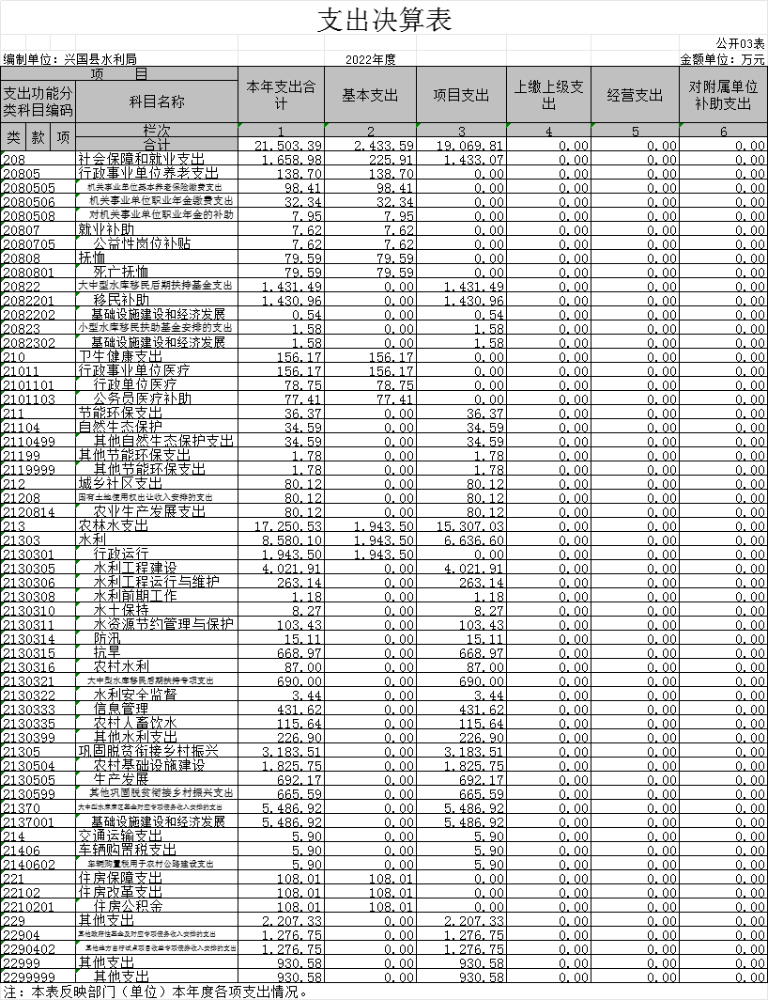 支出决算表
公开03表
编制单位：兴国县水利局 2022年度 金额单位：万元
项 目 本年支出合计 基本支出 项目支出 上缴上级支出 经营支出 对附属单位补助支出
支出功能分类科目编码 科目名称
类 款 项 栏次 1 2 3 4 5 6
合计 21,503.39 2,433.59 19,069.81 0.00 0.00 0.00
208 社会保障和就业支出 1,658.98 225.91 1,433.07 0.00 0.00 0.00
20805 行政事业单位养老支出 138.70 138.70 0.00 0.00 0.00 0.00
2080505 机关事业单位基本养老保险缴费支出 98.41 98.41 0.00 0.00 0.00 0.00
2080506 机关事业单位职业年金缴费支出 32.34 32.34 0.00 0.00 0.00 0.00
2080508 对机关事业单位职业年金的补助 7.95 7.95 0.00 0.00 0.00 0.00
20807 就业补助 7.62 7.62 0.00 0.00 0.00 0.00
2080705 公益性岗位补贴 7.62 7.62 0.00 0.00 0.00 0.00
20808 抚恤 79.59 79.59 0.00 0.00 0.00 0.00
2080801 死亡抚恤 79.59 79.59 0.00 0.00 0.00 0.00
20822 大中型水库移民后期扶持基金支出 1,431.49 0.00 1,431.49 0.00 0.00 0.00
2082201 移民补助 1,430.96 0.00 1,430.96 0.00 0.00 0.00
2082202 基础设施建设和经济发展 0.54 0.00 0.54 0.00 0.00 0.00
20823 小型水库移民扶助基金安排的支出 1.58 0.00 1.58 0.00 0.00 0.00
2082302 基础设施建设和经济发展 1.58 0.00 1.58 0.00 0.00 0.00
210 卫生健康支出 156.17 156.17 0.00 0.00 0.00 0.00
21011 行政事业单位医疗 156.17 156.17 0.00 0.00 0.00 0.00
2101101 行政单位医疗 78.75 78.75 0.00 0.00 0.00 0.00
2101103 公务员医疗补助 77.41 77.41 0.00 0.00 0.00 0.00
211 节能环保支出 36.37 0.00 36.37 0.00 0.00 0.00
21104 自然生态保护 34.59 0.00 34.59 0.00 0.00 0.00
2110499 其他自然生态保护支出 34.59 0.00 34.59 0.00 0.00 0.00
21199 其他节能环保支出 1.78 0.00 1.78 0.00 0.00 0.00
2119999 其他节能环保支出 1.78 0.00 1.78 0.00 0.00 0.00
212 城乡社区支出 80.12 0.00 80.12 0.00 0.00 0.00
21208 国有土地使用权出让收入安排的支出 80.12 0.00 80.12 0.00 0.00 0.00
2120814 农业生产发展支出 80.12 0.00 80.12 0.00 0.00 0.00
213 农林水支出 17,250.53 1,943.50 15,307.03 0.00 0.00 0.00
21303 水利 8,580.10 1,943.50 6,636.60 0.00 0.00 0.00
2130301 行政运行 1,943.50 1,943.50 0.00 0.00 0.00 0.00
2130305 水利工程建设 4,021.91 0.00 4,021.91 0.00 0.00 0.00
2130306 水利工程运行与维护 263.14 0.00 263.14 0.00 0.00 0.00
2130308 水利前期工作 1.18 0.00 1.18 0.00 0.00 0.00
2130310 水土保持 8.27 0.00 8.27 0.00 0.00 0.00
2130311 水资源节约管理与保护 103.43 0.00 103.43 0.00 0.00 0.00
2130314 防汛 15.11 0.00 15.11 0.00 0.00 0.00
2130315 抗旱 668.97 0.00 668.97 0.00 0.00 0.00
2130316 农村水利 87.00 0.00 87.00 0.00 0.00 0.00
2130321 大中型水库移民后期扶持专项支出 690.00 0.00 690.00 0.00 0.00 0.00
2130322 水利安全监督 3.44 0.00 3.44 0.00 0.00 0.00
2130333 信息管理 431.62 0.00 431.62 0.00 0.00 0.00
2130335 农村人畜饮水 115.64 0.00 115.64 0.00 0.00 0.00
2130399 其他水利支出 226.90 0.00 226.90 0.00 0.00 0.00
21305 巩固脱贫衔接乡村振兴 3,183.51 0.00 3,183.51 0.00 0.00 0.00
2130504 农村基础设施建设 1,825.75 0.00 1,825.75 0.00 0.00 0.00
2130505 生产发展 692.17 0.00 692.17 0.00 0.00 0.00
2130599 其他巩固脱贫衔接乡村振兴支出 665.59 0.00 665.59 0.00 0.00 0.00
21370 大中型水库库区基金对应专项债务收入安排的支出 5,486.92 0.00 5,486.92 0.00 0.00 0.00
2137001 基础设施建设和经济发展 5,486.92 0.00 5,486.92 0.00 0.00 0.00
214 交通运输支出 5.90 0.00 5.90 0.00 0.00 0.00
21406 车辆购置税支出 5.90 0.00 5.90 0.00 0.00 0.00
2140602 车辆购置税用于农村公路建设支出 5.90 0.00 5.90 0.00 0.00 0.00
221 住房保障支出 108.01 108.01 0.00 0.00 0.00 0.00
22102 住房改革支出 108.01 108.01 0.00 0.00 0.00 0.00
2210201 住房公积金 108.01 108.01 0.00 0.00 0.00 0.00
229 其他支出 2,207.33 0.00 2,207.33 0.00 0.00 0.00
22904 其他政府性基金及对应专项债务收入安排的支出 1,276.75 0.00 1,276.75 0.00 0.00 0.00
2290402 其他地方自行试点项目收益专项债券收入安排的支出 1,276.75 0.00 1,276.75 0.00 0.00 0.00
22999 其他支出 930.58 0.00 930.58 0.00 0.00 0.00
2299999 其他支出 930.58 0.00 930.58 0.00 0.00 0.00
注：本表反映部门（单位）本年度各项支出情况。